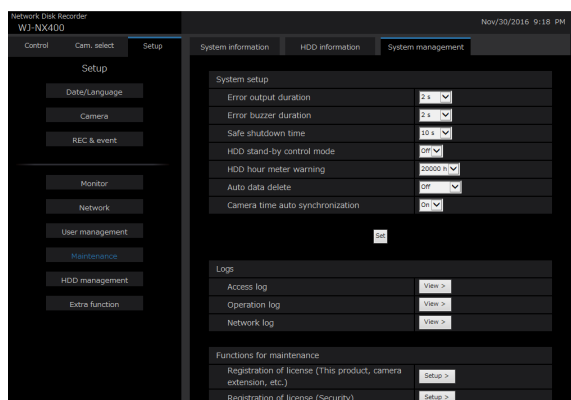 Network Disk Recorder
WJ-NX400
Nov/30/2016 9:18 PM
Control Cam. select Setup
System information HDD information System management
Setup
Date/Language
Camera
REC & event
Monitor
Network
User management
Maintenance
HDD management
Extra function
System setup
Error output duration 2 s
Error buzzer duration 2 s
Safe shutdown time 10 s
HDD stand-by control mode Off
HDD hour meter warning 20000 h
Auto data delete Off
Camera time auto synchronization On
Set
Logs
Access log View >
Operation log View >
Network log View >
Functions for maintenance
Registration of license (This product, camera
extension, etc.) Setup >
Registration of license (Security) Setup >